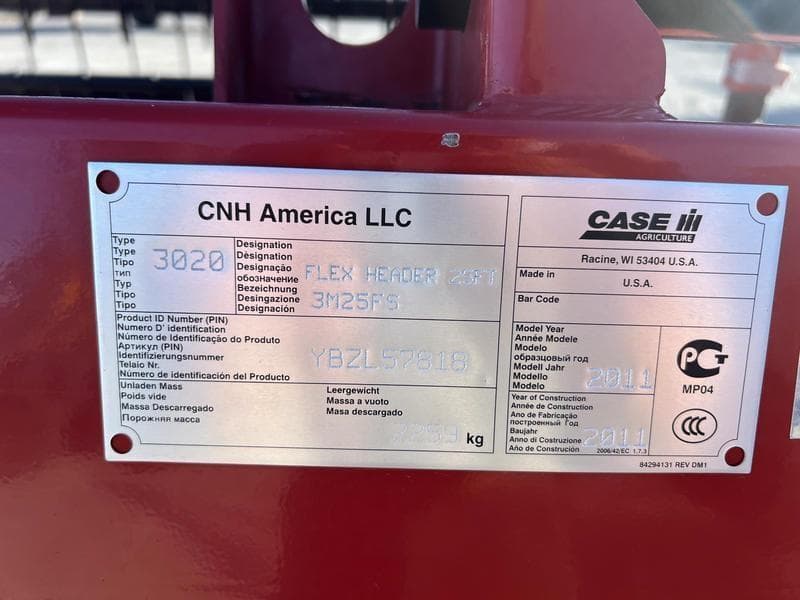 CNH America LLC
Type
Type
Tipo
тип
Typ
Tipo
Tipo
3020
Designation
Dèsignation
Designação
обозначение
Bezeichnung
Desingazione
Designación
FLEX HEADER 25FT
3M25FS
Product ID Number (PIN)
Numero D' identification
Número de Identificação do Produto
Артикул (PIN)
Identifizierungsnummer
Telaio Nr.
Número de identificación del Producto
YBZL57818
Unladen Mass
Poids vide
Massa Descarregado
Порожняя масса
Leergewicht
Massa a vuoto
Masa descargado
kg
CASE III
AGRICULTURE
Racine, WI 53404 U.S.A.
Made in
U.S.A.
Bar Code
Model Year
Année Modele
Modelo
образцовый год
Modell Jahr
Modello
Modelo
2011
Year of Construction
Année de Construction
Ano de Fabricação
построенный Год
Baujahr
Anno di Costruzione
Año de Construción
2011
2006/42/EC 1.7.3
PCT
MP04
CCC
84294131 REV DM1